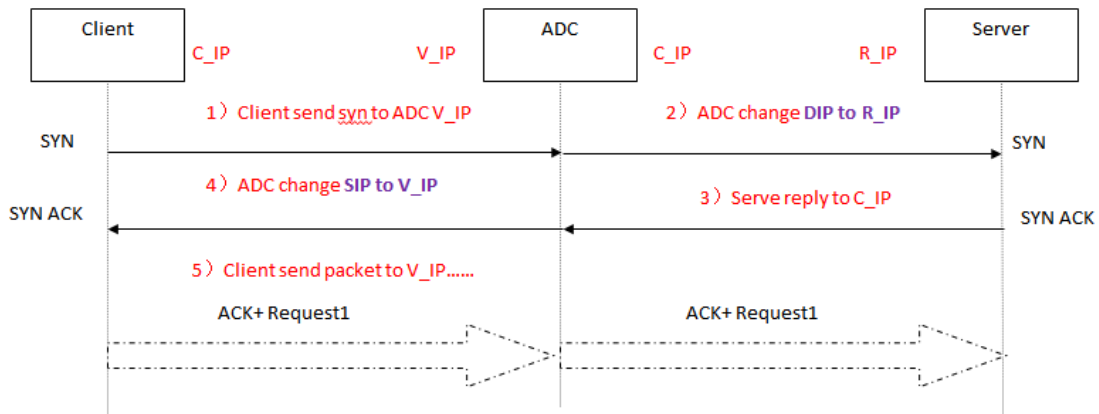 Client
ADC
Server
C_IP
V_IP
C_IP
R_IP
1）Client send syn to ADC V_IP
2）ADC change DIP to R_IP
SYN
SYN
4）ADC change SIP to V_IP
3）Serve reply to C_IP
SYN ACK
SYN ACK
5）Client send packet to V_IP......
ACK+ Request1
ACK+ Request1